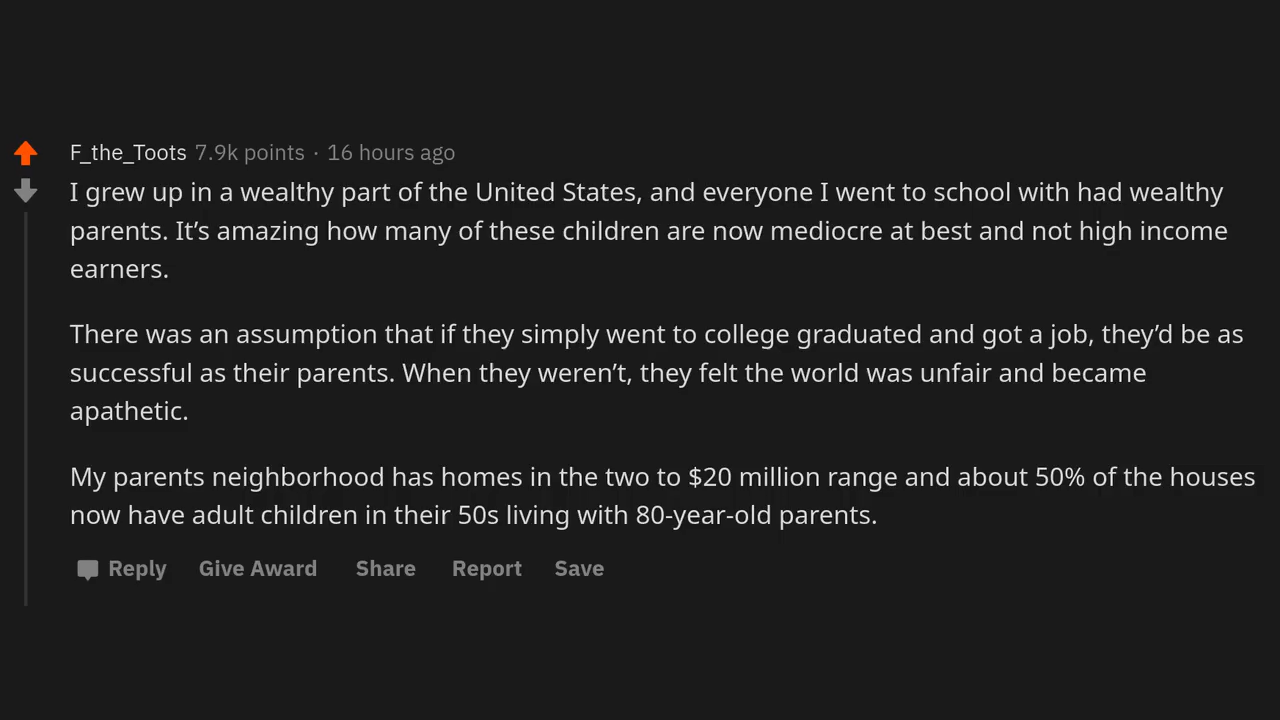 F_the_Toots 7.9k points · 16 hours ago
I grew up in a wealthy part of the United States, and everyone I went to school with had wealthy
parents. It’s amazing how many of these children are now mediocre at best and not high income
earners.
There was an assumption that if they simply went to college graduated and got a job, they’d be as
successful as their parents. When they weren’t, they felt the world was unfair and became
apathetic.
My parents neighborhood has homes in the two to $20 million range and about 50% of the houses
now have adult children in their 50s living with 80-year-old parents.
Reply Give Award Share Report Save